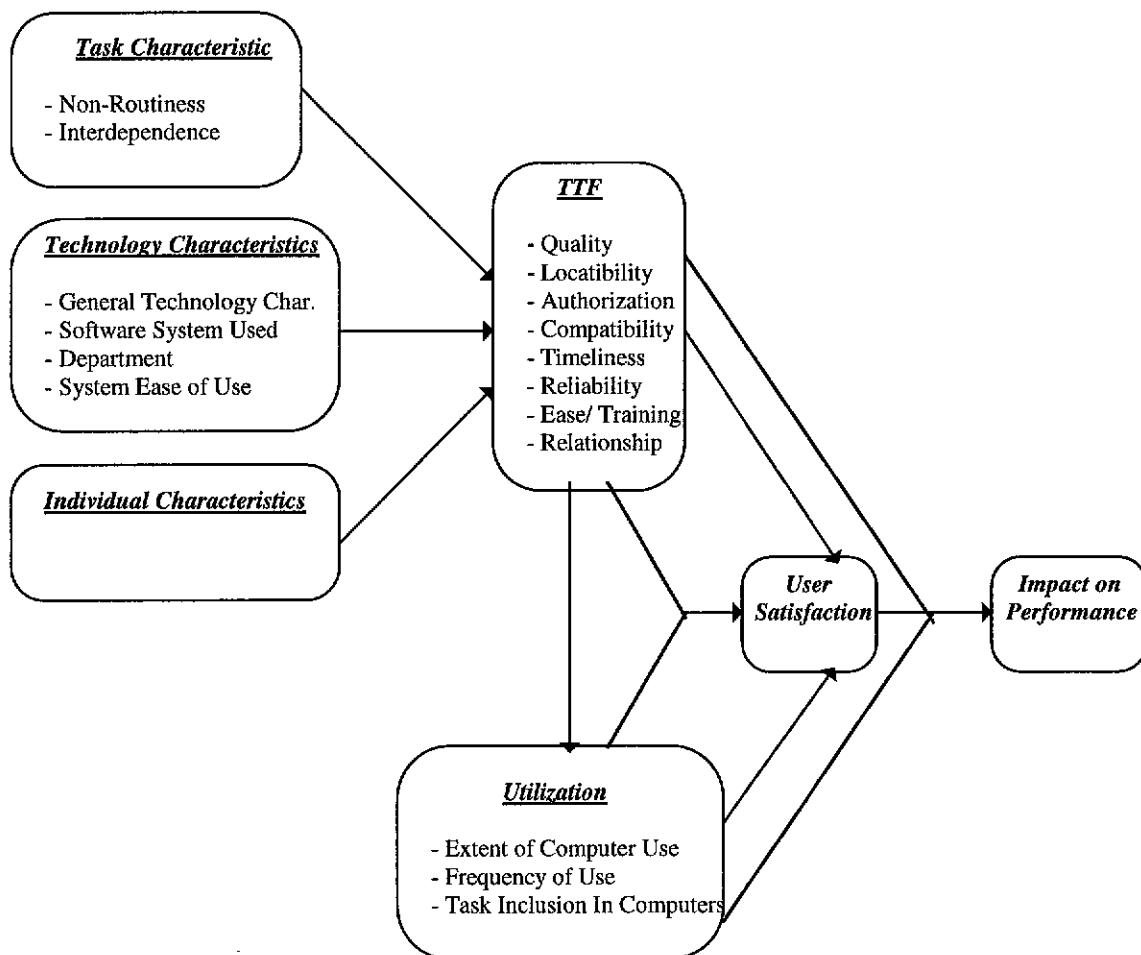 Task Characteristic
- Non-Routiness
- Interdependence
Technology Characteristics
- General Technology Char.
- Software System Used
- Department
- System Ease of Use
Individual Characteristics
TTF
- Quality
- Locatibility
- Authorization
- Compatibility
- Timeliness
- Reliability
- Ease/ Training
- Relationship
User
Satisfaction
Impact on
Performance
Utilization
- Extent of Computer Use
- Frequency of Use
- Task Inclusion In Computers